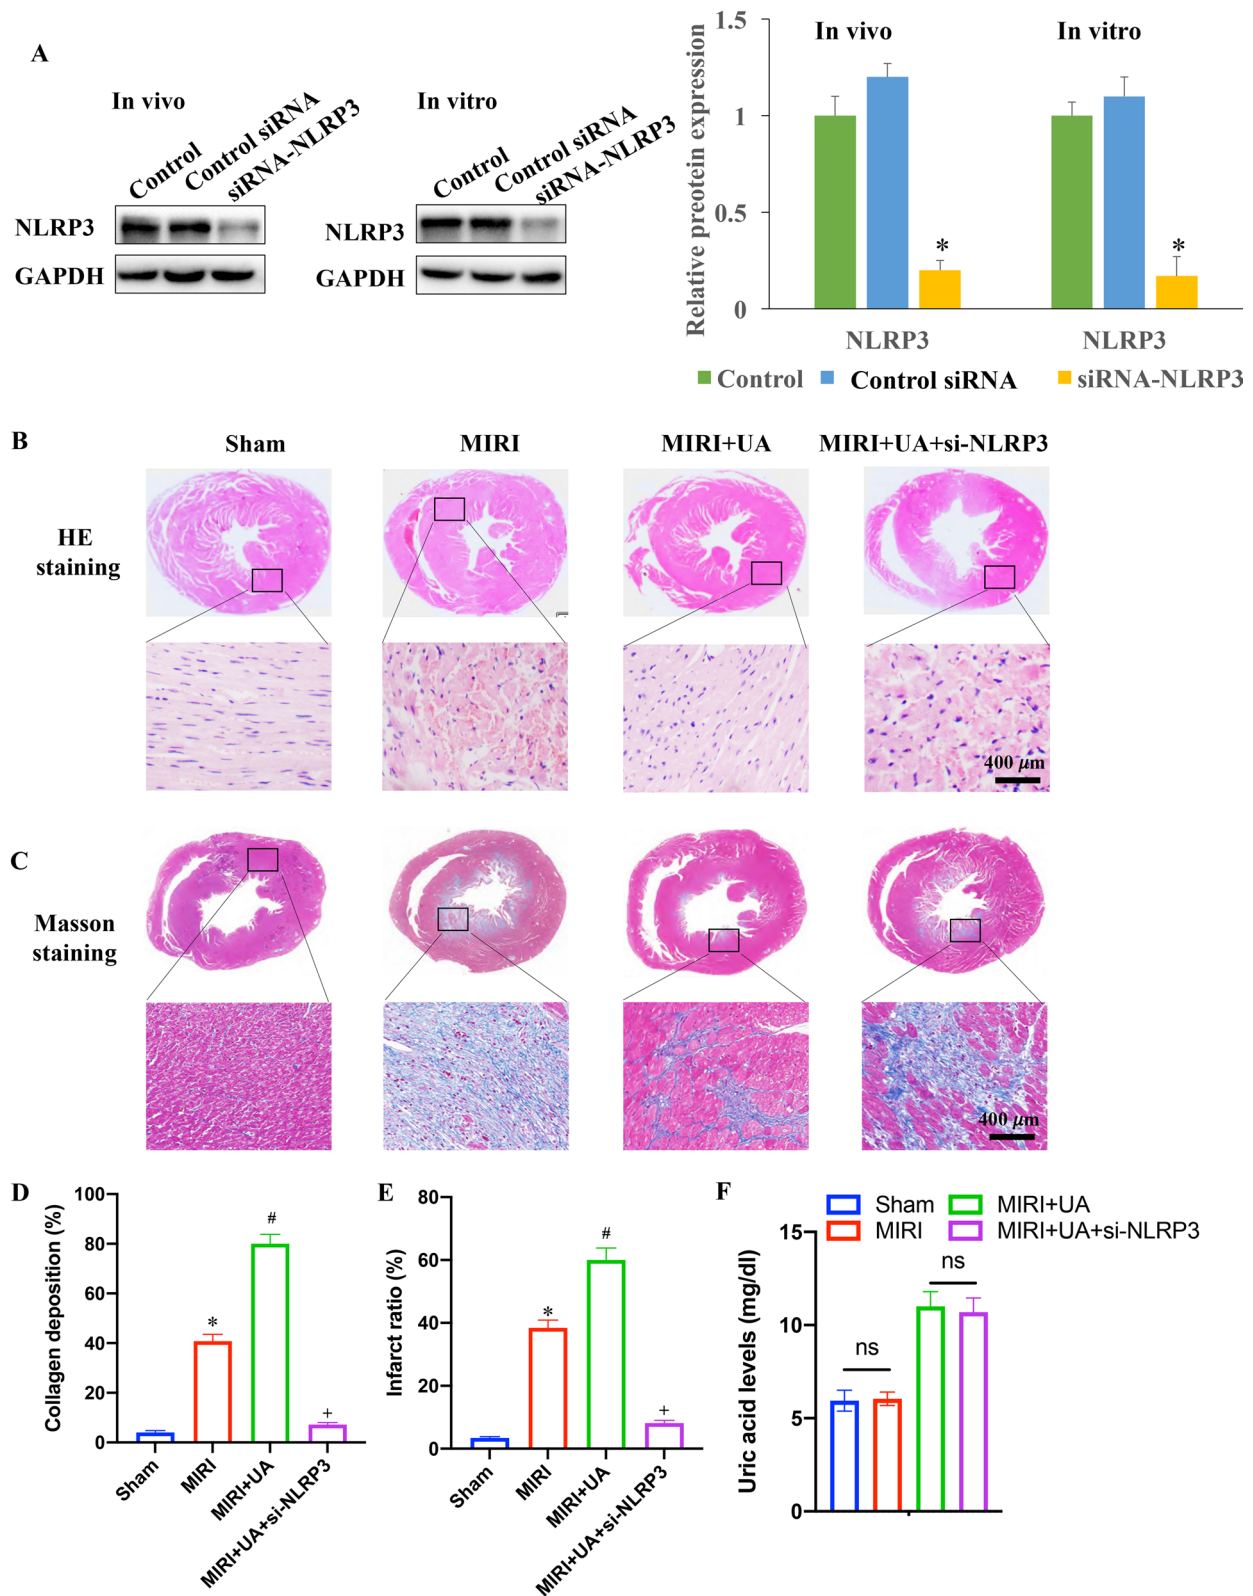 A
In vivo
Control
Control siRNA
siRNA-NLRP3
NLRP3
GAPDH
In vitro
Control
Control siRNA
siRNA-NLRP3
NLRP3
GAPDH
Relative preotein expression
1.5
1
0.5
0
In vivo
In vitro
*
*
NLRP3
NLRP3
Control
Control siRNA
siRNA-NLRP3
B
Sham
MIRI
MIRI+UA
MIRI+UA+si-NLRP3
HE
staining
400 μm
C
Masson
staining
400 μm
D
Collagen deposition (%)
100
80
60
40
20
0
*
#
+
Sham
MIRI
MIRI+UA
MIRI+UA+si-NLRP3
E
Infarct ratio (%)
80
60
40
20
0
*
#
+
Sham
MIRI
MIRI+UA
MIRI+UA+si-NLRP3
F
Sham
MIRI
MIRI+UA
MIRI+UA+si-NLRP3
Uric acid levels (mg/dl)
15
10
5
0
ns
ns